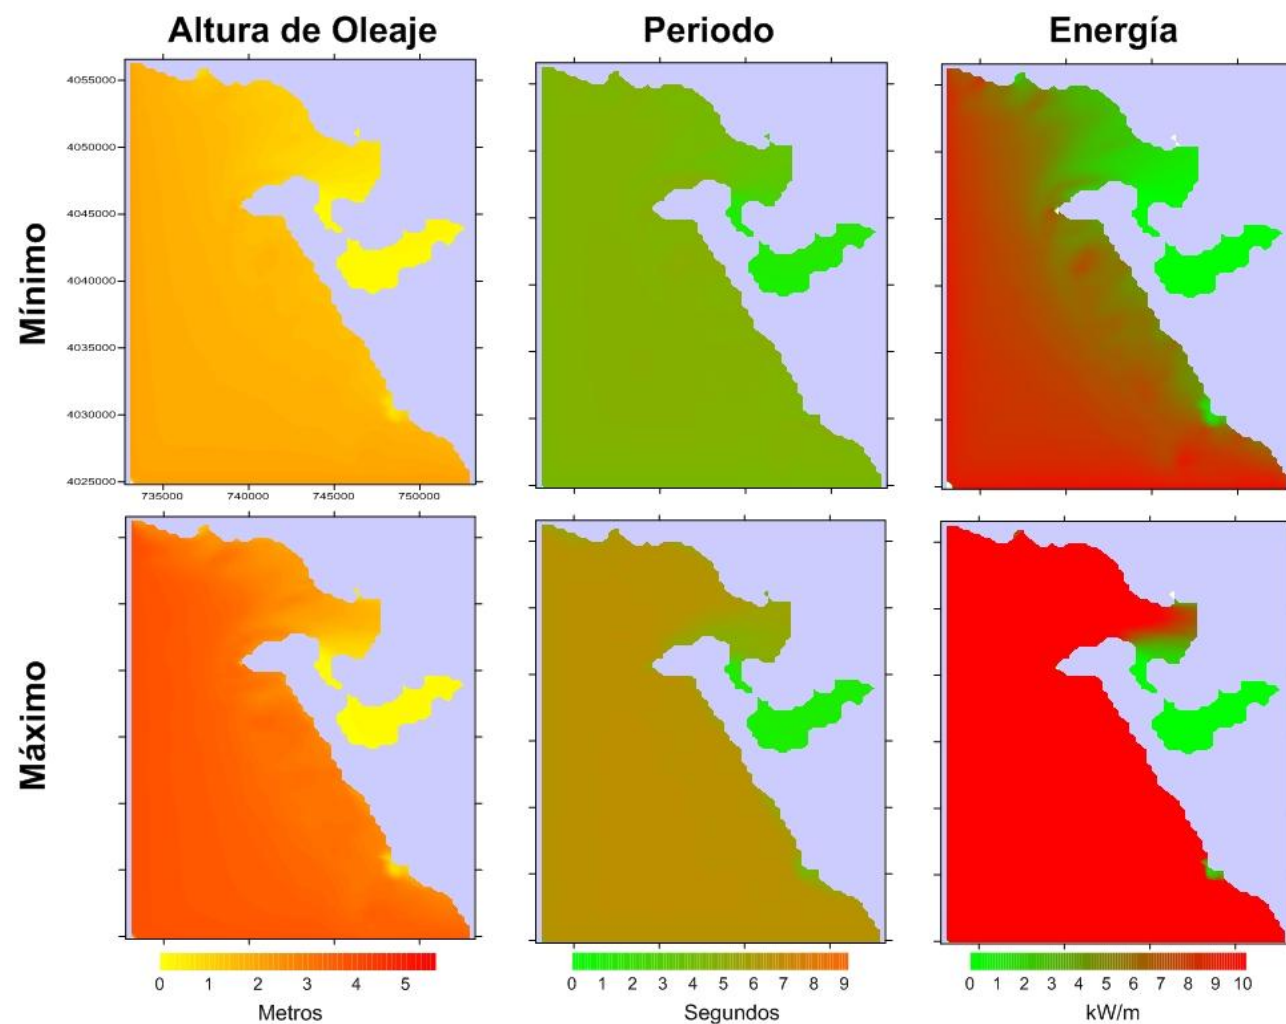 Altura de Oleaje Periodo Energía
4055000
4050000
4045000
4040000
4035000
4030000
4025000
735000 740000 745000 750000
Mínimo
Máximo
0 1 2 3 4 5
Metros
0 1 2 3 4 5 6 7 8 9
Segundos
0 1 2 3 4 5 6 7 8 9 10
kW/m